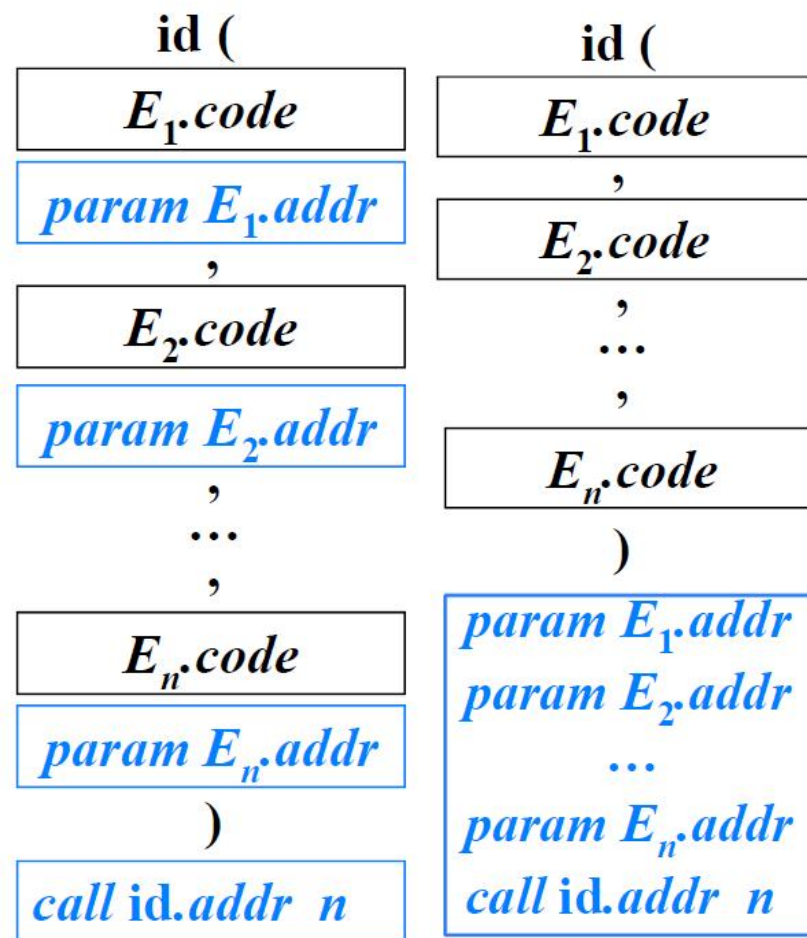 id (
E₁.code
param E₁.addr
,
E₂.code
param E₂.addr
,
...
,
Eₙ.code
param Eₙ.addr
)
call id.addr n
id (
E₁.code
,
E₂.code
,
...
,
Eₙ.code
)
param E₁.addr
param E₂.addr
...
param Eₙ.addr
call id.addr n